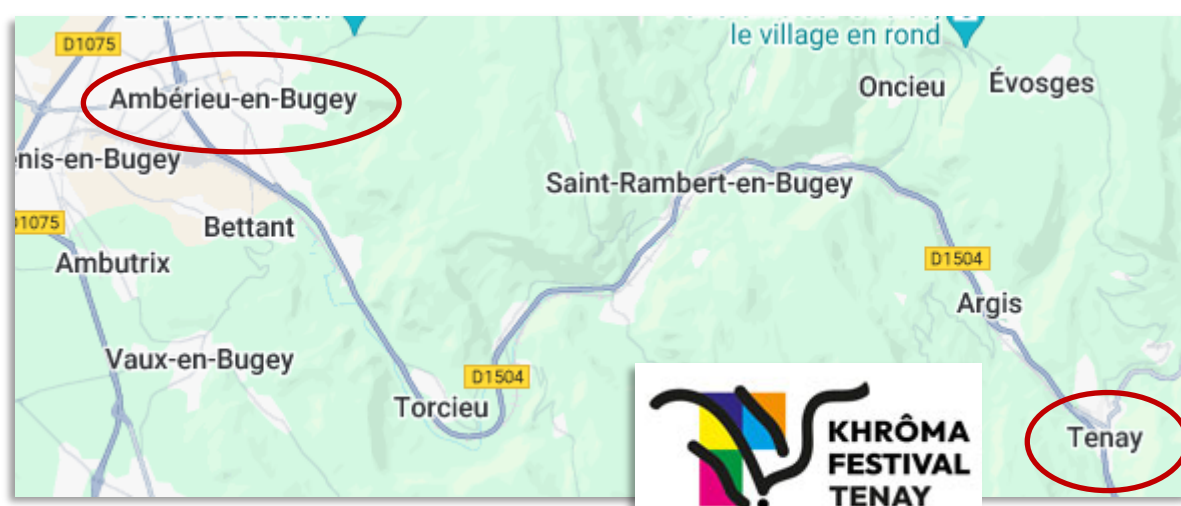 D1075
le village en rond
Ambérieu-en-Bugey
Oncieu
Évosges
nis-en-Bugey
Saint-Rambert-en-Bugey
D1075
Bettant
Ambutrix
D1504
Argis
Vaux-en-Bugey
D1504
Torcieu
KHRÔMA
FESTIVAL
TENAY
Tenay